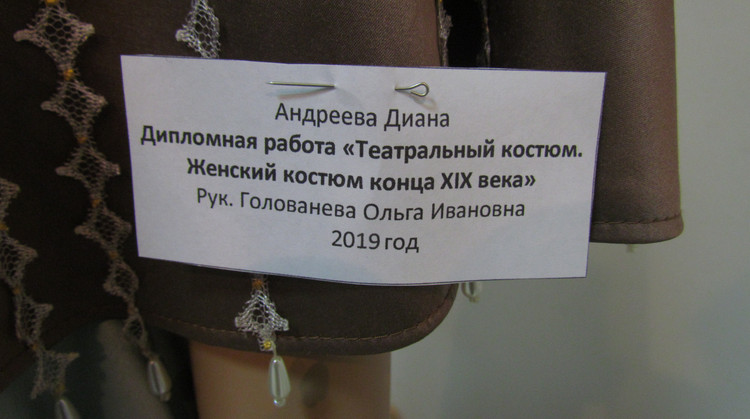 Андреева Диана
Дипломная работа «Театральный костюм.
Женский костюм конца XIX века»
Рук. Голованева Ольга Ивановна
2019 год